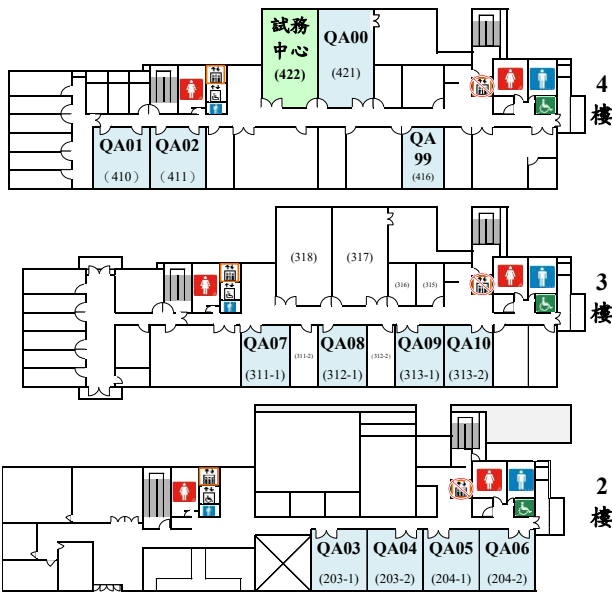 試務
中心
(422)
QA00
(421)
QA01
（410）
QA02
（411）
QA
99
(416)
4
樓
(318)
(317)
(316)
(315)
QA07
(311-1)
(311-2)
QA08
(312-1)
(312-2)
QA09
(313-1)
QA10
(313-2)
3
樓
QA03
(203-1)
QA04
(203-2)
QA05
(204-1)
QA06
(204-2)
2
樓